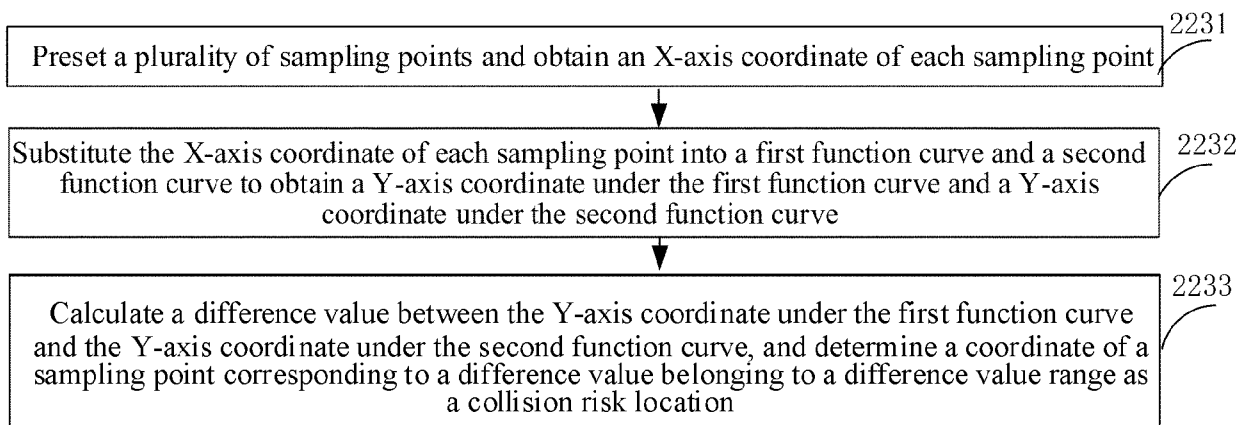 2231
Preset a plurality of sampling points and obtain an X-axis coordinate of each sampling point
2232
Substitute the X-axis coordinate of each sampling point into a first function curve and a second
function curve to obtain a Y-axis coordinate under the first function curve and a Y-axis
coordinate under the second function curve
2233
Calculate a difference value between the Y-axis coordinate under the first function curve
and the Y-axis coordinate under the second function curve, and determine a coordinate of a
sampling point corresponding to a difference value belonging to a difference value range as
a collision risk location